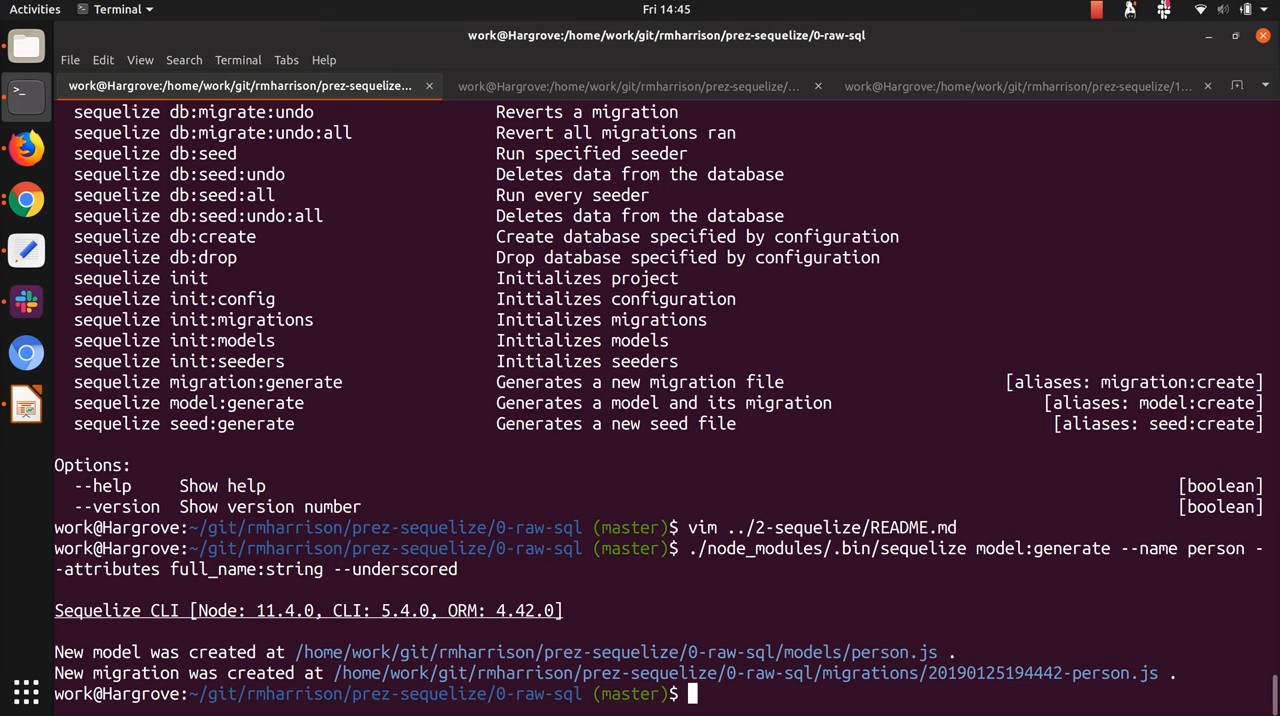 Activities
Terminal
Fri 14:45
work@Hargrove:/home/work/git/rmharrison/prez-sequelize/0-raw-sql
File Edit View Search Terminal Tabs Help
work@Hargrove:/home/work/git/rmharrison/prez-sequelize... × work@Hargrove:/home/work/git/rmharrison/prez-sequelize/... × work@Hargrove:/home/work/git/rmharrison/prez-sequelize/1... ×
sequelize db:migrate:undo Reverts a migration
sequelize db:migrate:undo:all Revert all migrations ran
sequelize db:seed Run specified seeder
sequelize db:seed:undo Deletes data from the database
sequelize db:seed:all Run every seeder
sequelize db:seed:undo:all Deletes data from the database
sequelize db:create Create database specified by configuration
sequelize db:drop Drop database specified by configuration
sequelize init Initializes project
sequelize init:config Initializes configuration
sequelize init:migrations Initializes migrations
sequelize init:models Initializes models
sequelize init:seeders Initializes seeders
sequelize migration:generate Generates a new migration file [aliases: migration:create]
sequelize model:generate Generates a model and its migration [aliases: model:create]
sequelize seed:generate Generates a new seed file [aliases: seed:create]
Options:
--help Show help [boolean]
--version Show version number [boolean]
work@Hargrove:~/git/rmharrison/prez-sequelize/0-raw-sql (master)$ vim ../2-sequelize/README.md
work@Hargrove:~/git/rmharrison/prez-sequelize/0-raw-sql (master)$ ./node_modules/.bin/sequelize model:generate --name person -
-attributes full_name:string --underscored
Sequelize CLI [Node: 11.4.0, CLI: 5.4.0, ORM: 4.42.0]
New model was created at /home/work/git/rmharrison/prez-sequelize/0-raw-sql/models/person.js .
New migration was created at /home/work/git/rmharrison/prez-sequelize/0-raw-sql/migrations/20190125194442-person.js .
work@Hargrove:~/git/rmharrison/prez-sequelize/0-raw-sql (master)$